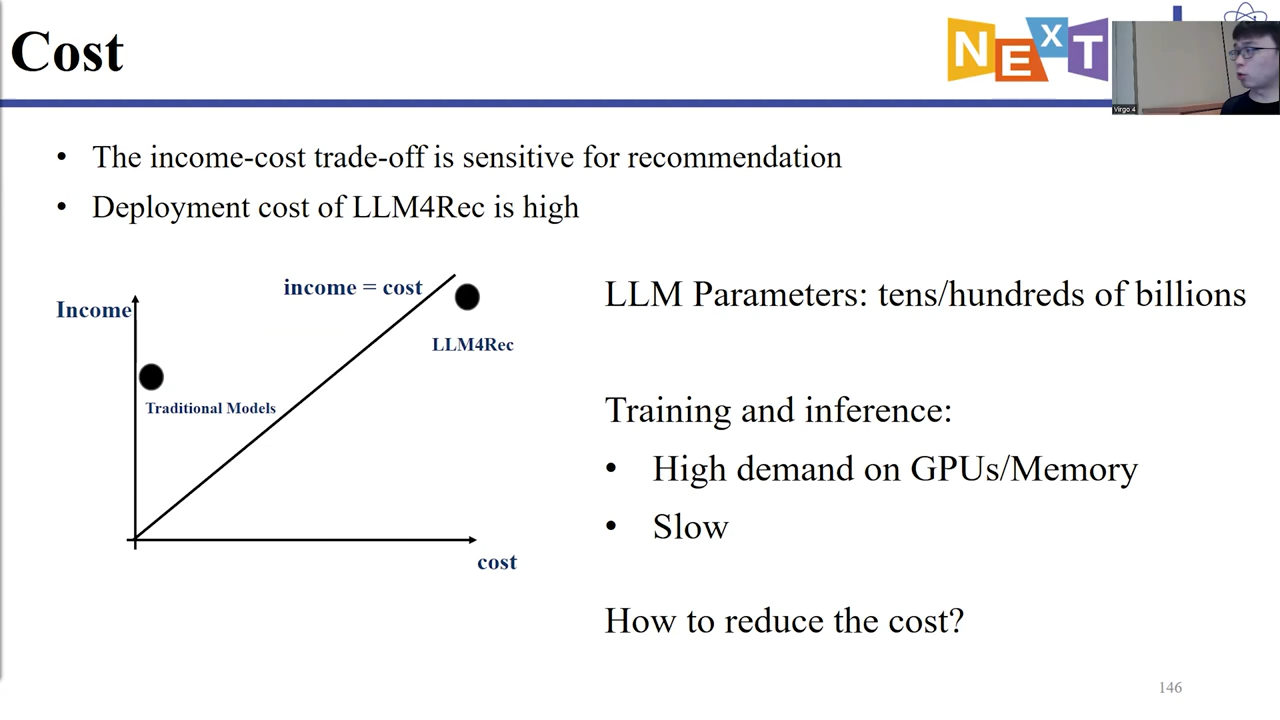 Cost
NExT
Virgo 4
• The income-cost trade-off is sensitive for recommendation
• Deployment cost of LLM4Rec is high
income = cost
Income
LLM4Rec
Traditional Models
cost
LLM Parameters: tens/hundreds of billions
Training and inference:
• High demand on GPUs/Memory
• Slow
How to reduce the cost?
146